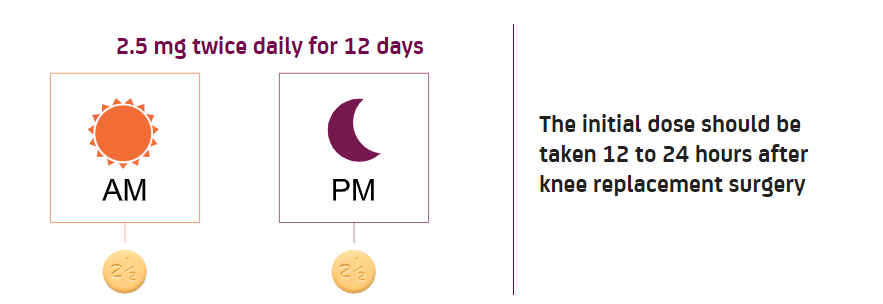 2.5 mg twice daily for 12 days
AM
PM
2½
2½
The initial dose should be
taken 12 to 24 hours after
knee replacement surgery